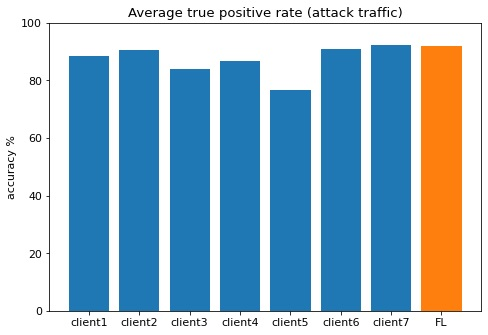 Average true positive rate (attack traffic)
accuracy %
100
80
60
40
20
0
client1 client2 client3 client4 client5 client6 client7 FL